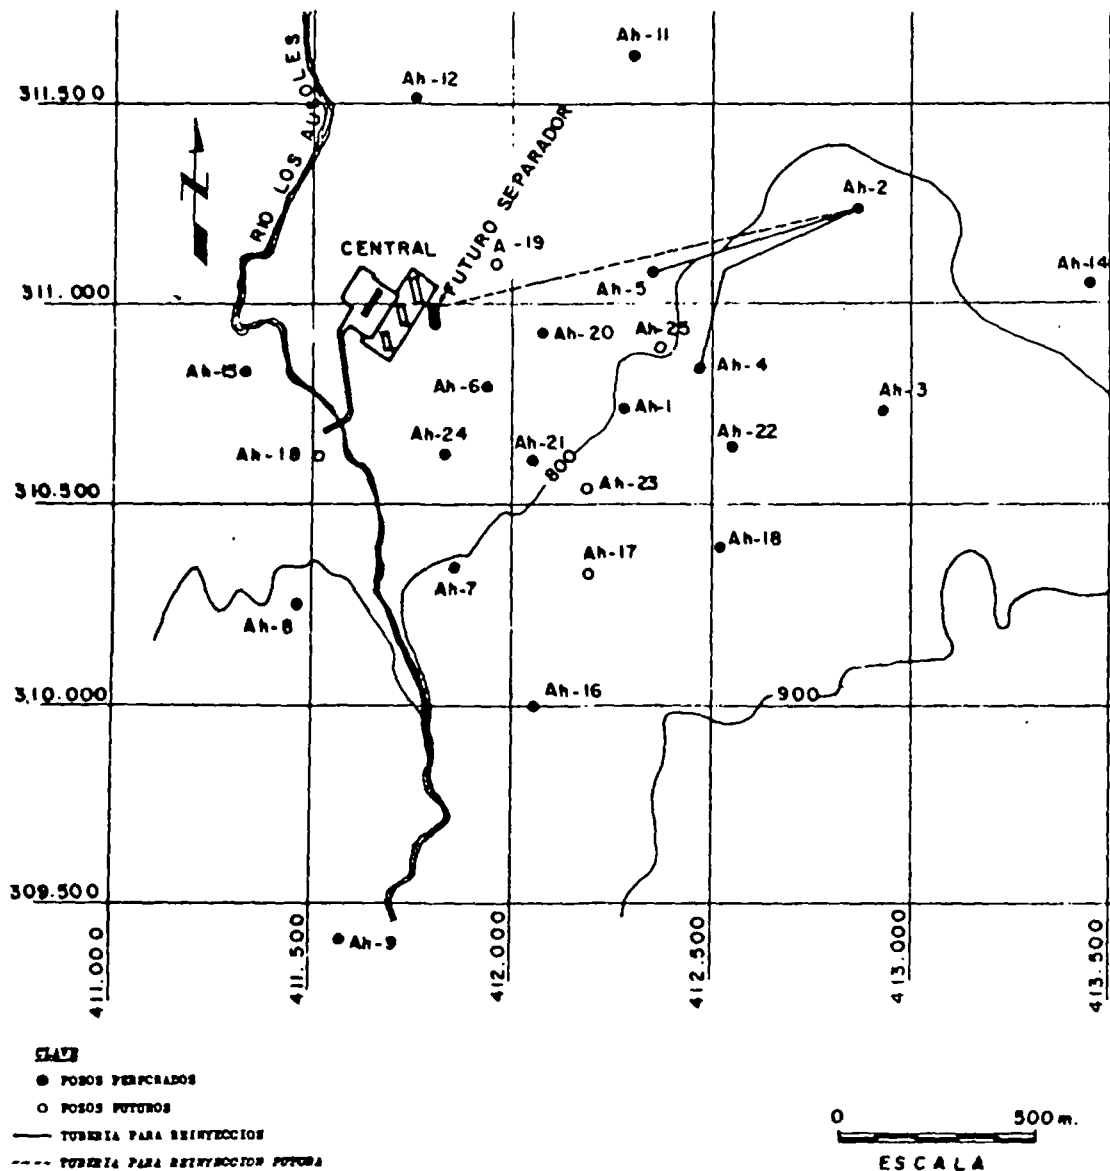 Ah-11
Ah-12
311.500
RIO LOS AUSOLES
FUTURO SEPARADOR
Ah-2
N
A -19
CENTRAL
Ah-14
Ah-5
311.000
Ah-25
Ah-20
Ah-4
Ah-15
Ah-6
Ah-3
Ah-1
Ah-24
Ah-21
Ah-22
Ah-18
800
Ah-23
310.500
Ah-17
Ah-18
Ah-7
Ah-8
310.000
Ah-16
900
309.500
Ah-9
411.000
411.500
412.000
412.500
413.000
413.500
CLAVE
POSOS PERFORADOS
POSOS FUTUROS
TUBERIA PARA REINYECCION
TUBERIA PARA REINYECCION FUTURA
0 500 m.
ESCALA